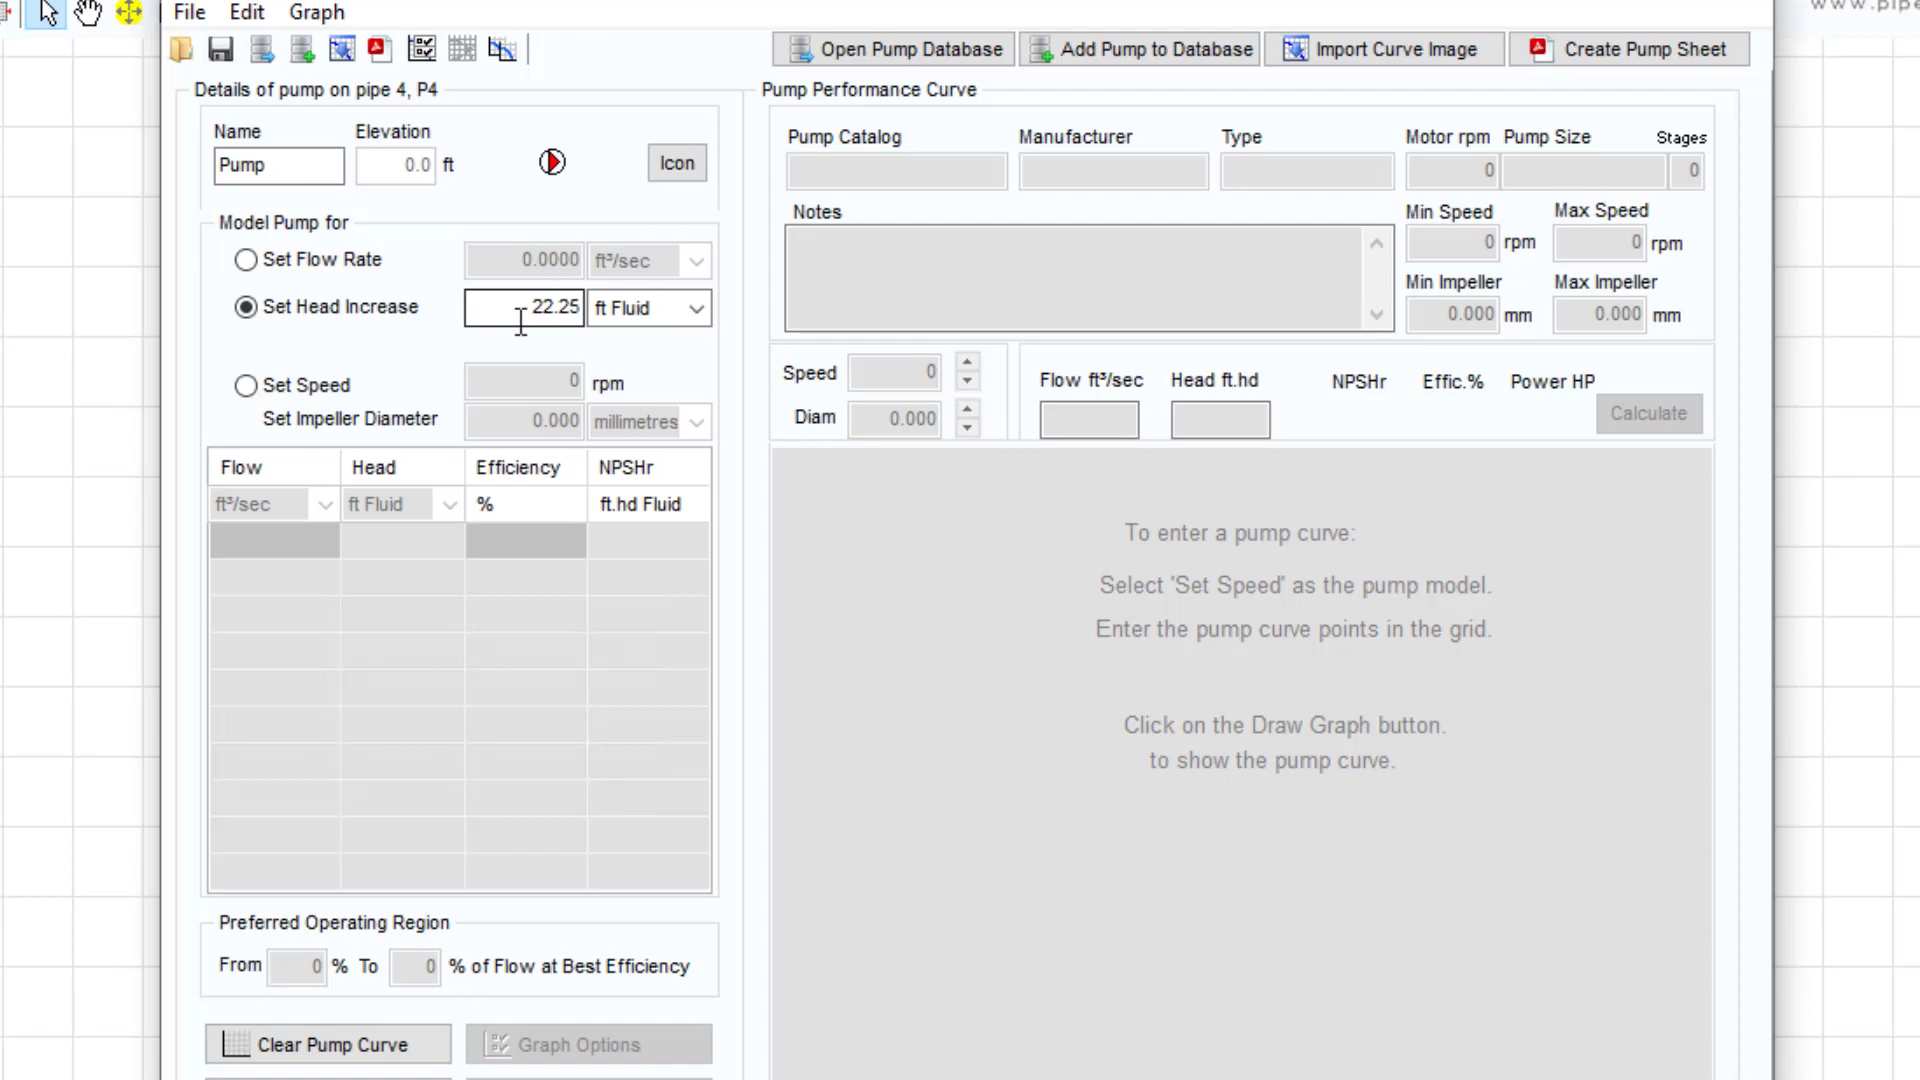 www.pipe
File Edit Graph
Open Pump Database Add Pump to Database Import Curve Image Create Pump Sheet
Details of pump on pipe 4, P4
Name Elevation
Pump 0.0 ft Icon
Model Pump for
Set Flow Rate 0.0000 ft³/sec
Set Head Increase 22.25 ft Fluid
Set Speed 0 rpm
Set Impeller Diameter 0.000 millimetres
Flow Head Efficiency NPSHr
ft³/sec ft Fluid % ft.hd Fluid
Preferred Operating Region
From 0 % To 0 % of Flow at Best Efficiency
Clear Pump Curve Graph Options
Pump Performance Curve
Pump Catalog Manufacturer Type Motor rpm Pump Size Stages
0 0
Notes Min Speed Max Speed
0 rpm 0 rpm
Min Impeller Max Impeller
0.000 mm 0.000 mm
Speed 0
Diam 0.000
Flow ft³/sec Head ft.hd NPSHr Effic.% Power HP
Calculate
To enter a pump curve:
Select 'Set Speed' as the pump model.
Enter the pump curve points in the grid.
Click on the Draw Graph button.
to show the pump curve.